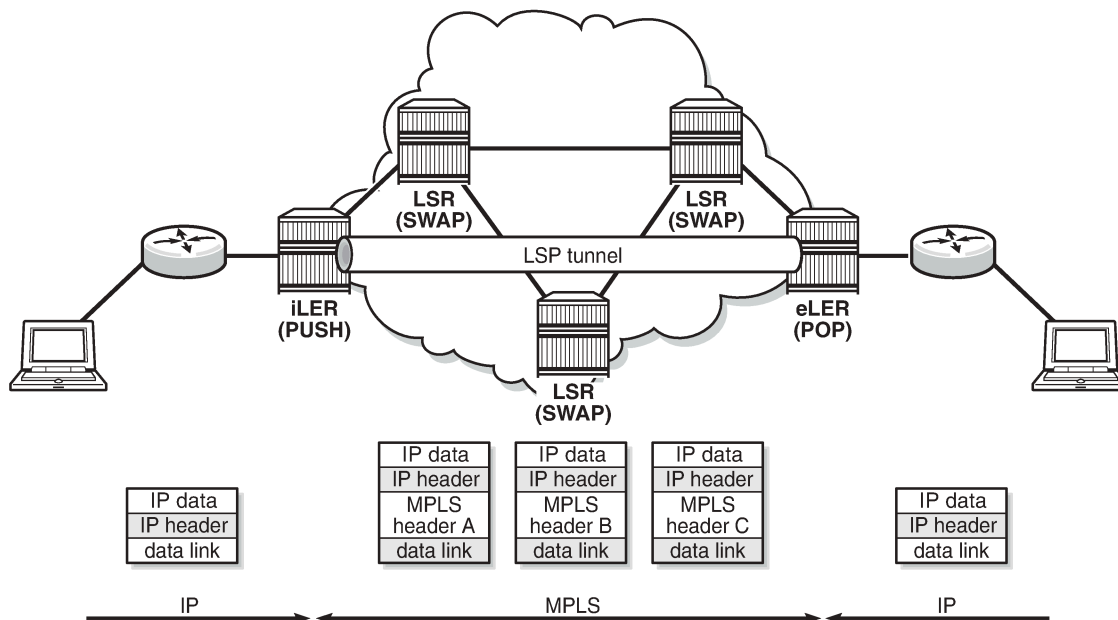 LSR
(SWAP)
LSR
(SWAP)
LSP tunnel
iLER
(PUSH)
eLER
(POP)
LSR
(SWAP)
IP data
IP header
data link
IP data
IP header
MPLS
header A
data link
IP data
IP header
MPLS
header B
data link
IP data
IP header
MPLS
header C
data link
IP data
IP header
data link
IP
MPLS
IP